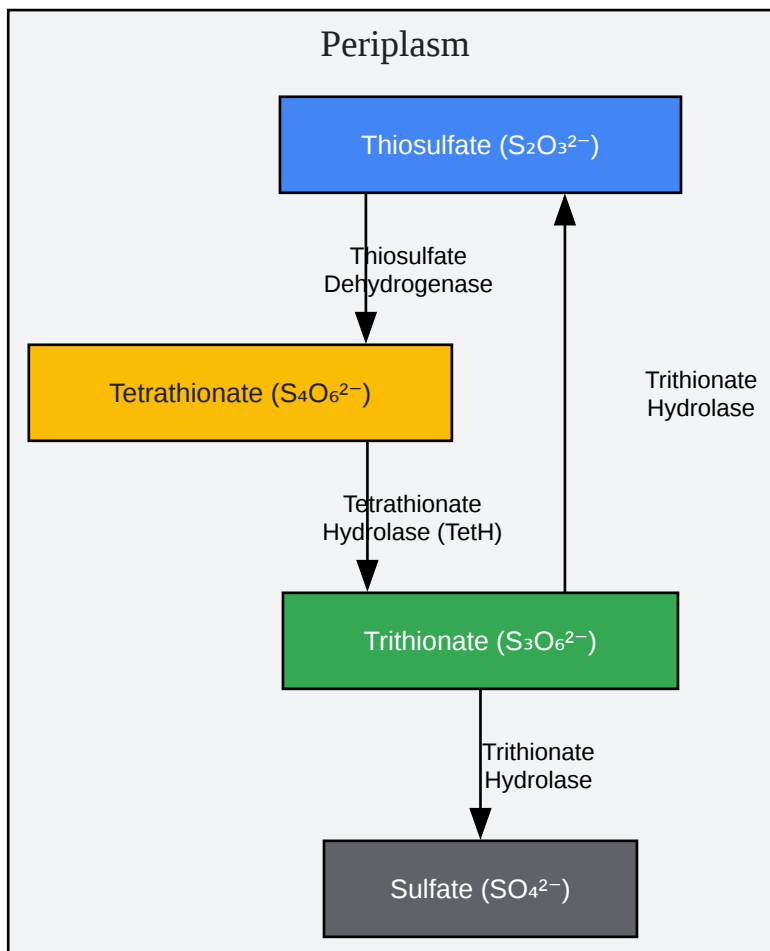 Periplasm
Thiosulfate (S₂O₃²⁻)
Thiosulfate
Dehydrogenase
Tetrathionate (S₄O₆²⁻)
Trithionate
Hydrolase
Tetrathionate
Hydrolase (TetH)
Trithionate (S₃O₆²⁻)
Trithionate
Hydrolase
Sulfate (SO₄²⁻)